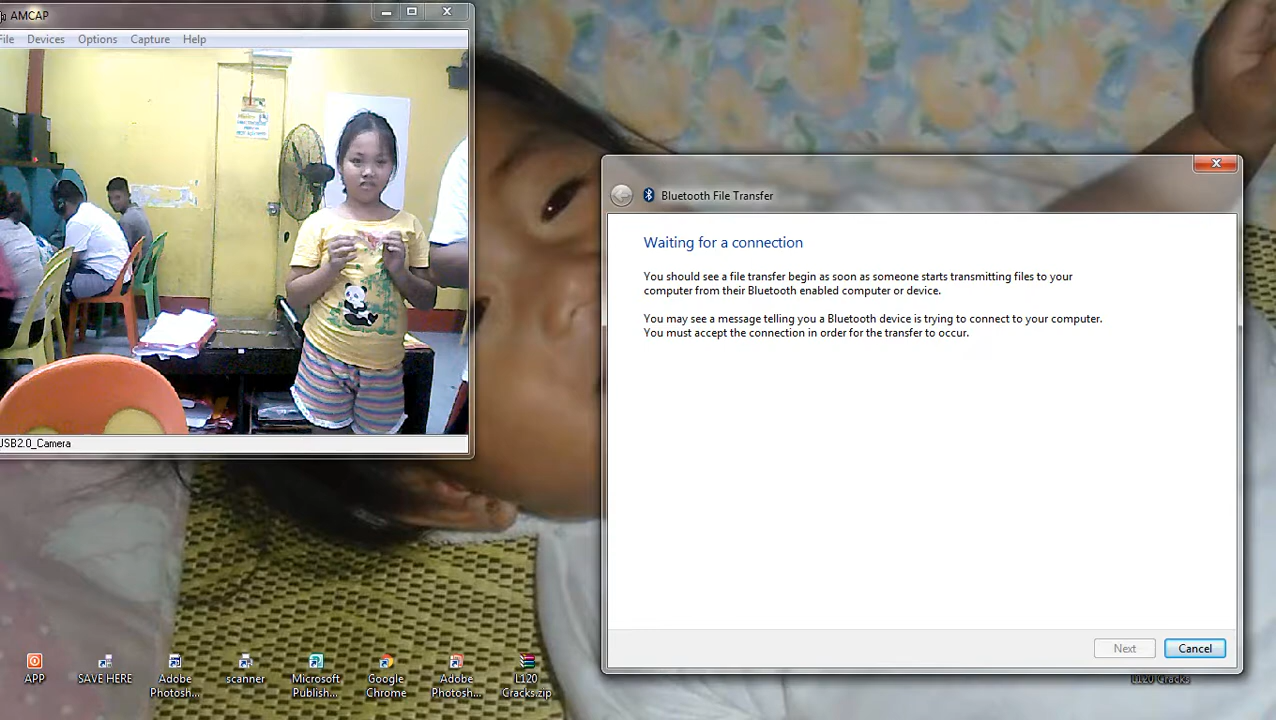 AMCAP
File Devices Options Capture Help
USB2.0_Camera
Bluetooth File Transfer
Waiting for a connection
You should see a file transfer begin as soon as someone starts transmitting files to your
computer from their Bluetooth enabled computer or device.
You may see a message telling you a Bluetooth device is trying to connect to your computer.
You must accept the connection in order for the transfer to occur.
Next Cancel
APP
SAVE HERE
Adobe
Photosh...
scanner
Microsoft
Publish...
Google
Chrome
Adobe
Photosh...
L120
Cracks.zip
L120 Cracks